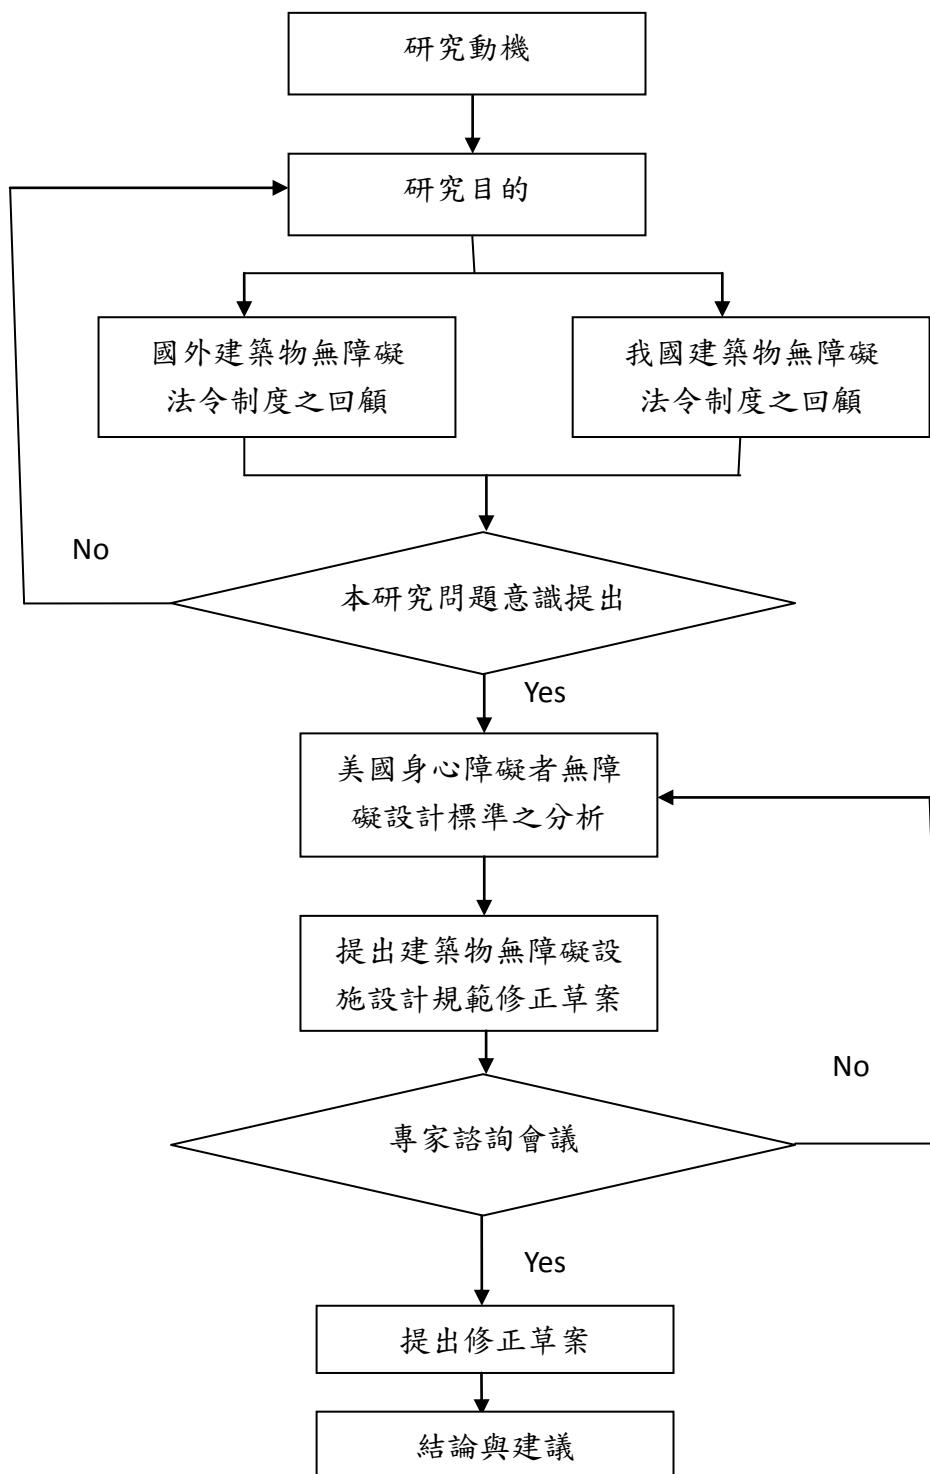 研究動機
研究目的
國外建築物無障礙
法令制度之回顧
我國建築物無障礙
法令制度之回顧
No
本研究問題意識提出
Yes
美國身心障礙者無障
礙設計標準之分析
提出建築物無障礙設
施設計規範修正草案
No
專家諮詢會議
Yes
提出修正草案
結論與建議